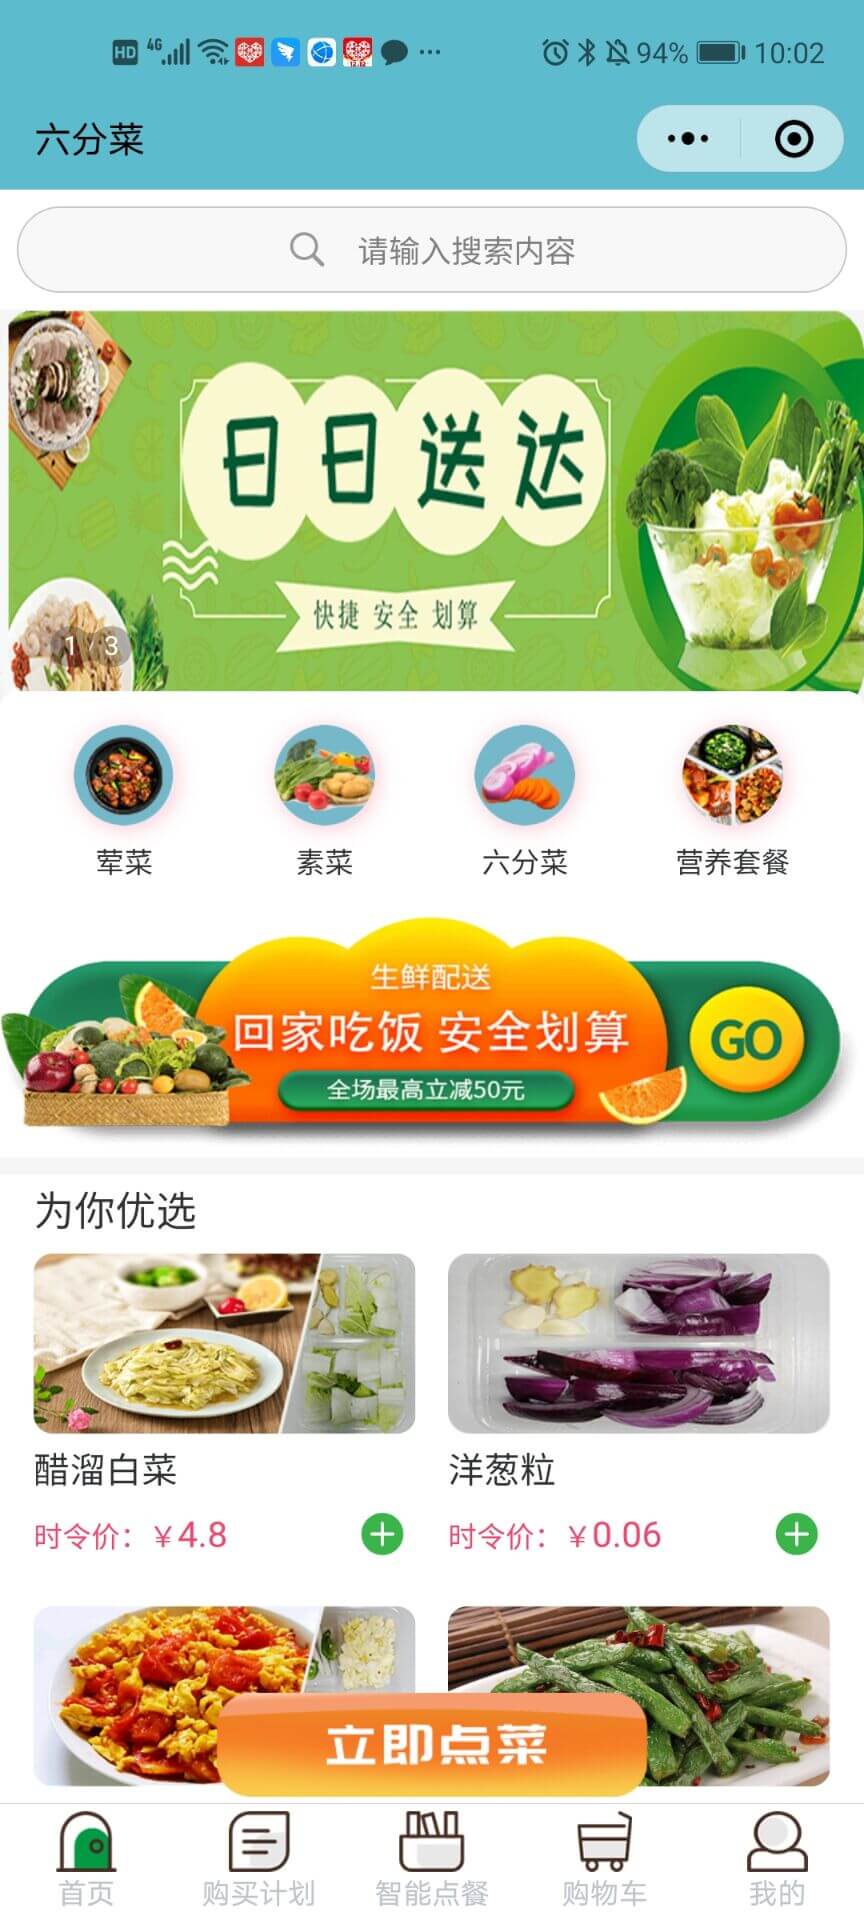 HD 4G 94% 10:02
六分菜
请输入搜索内容
日日送达
快捷 安全 划算
1 / 3
荤菜 素菜 六分菜 营养套餐
生鲜配送
回家吃饭 安全划算
GO
全场最高立减50元
为你优选
醋溜白菜 洋葱粒
时令价：￥4.8 时令价：￥0.06
立即点菜
首页 购买计划 智能点餐 购物车 我的